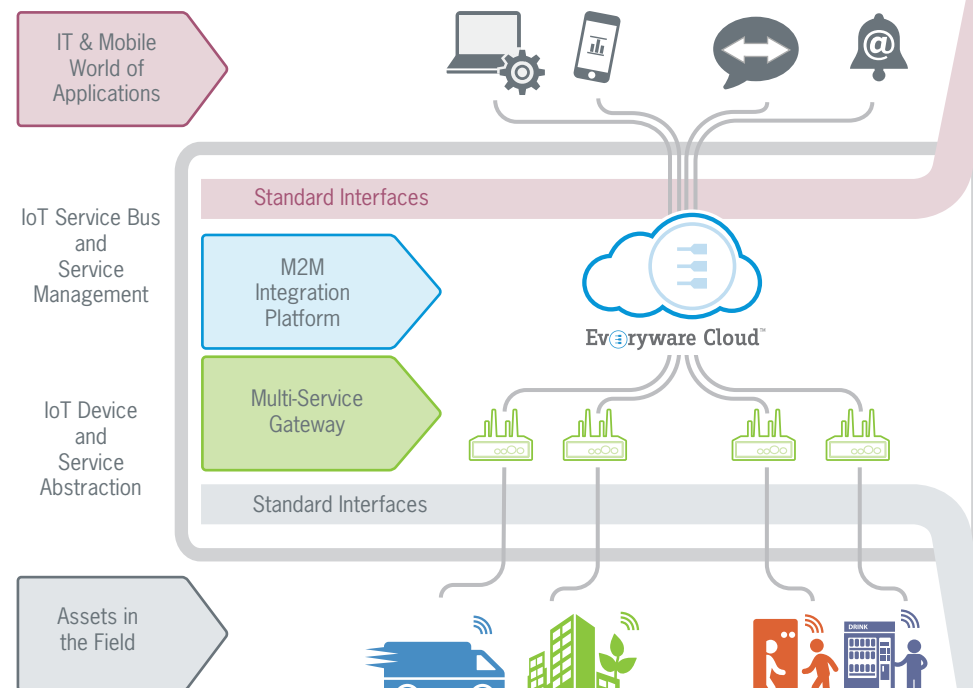 IT & Mobile
World of
Applications
@
Standard Interfaces
IoT Service Bus
and
Service
Management
M2M
Integration
Platform
Everyware Cloud™
Multi-Service
Gateway
IoT Device
and
Service
Abstraction
Standard Interfaces
Assets in
the Field
DRINK